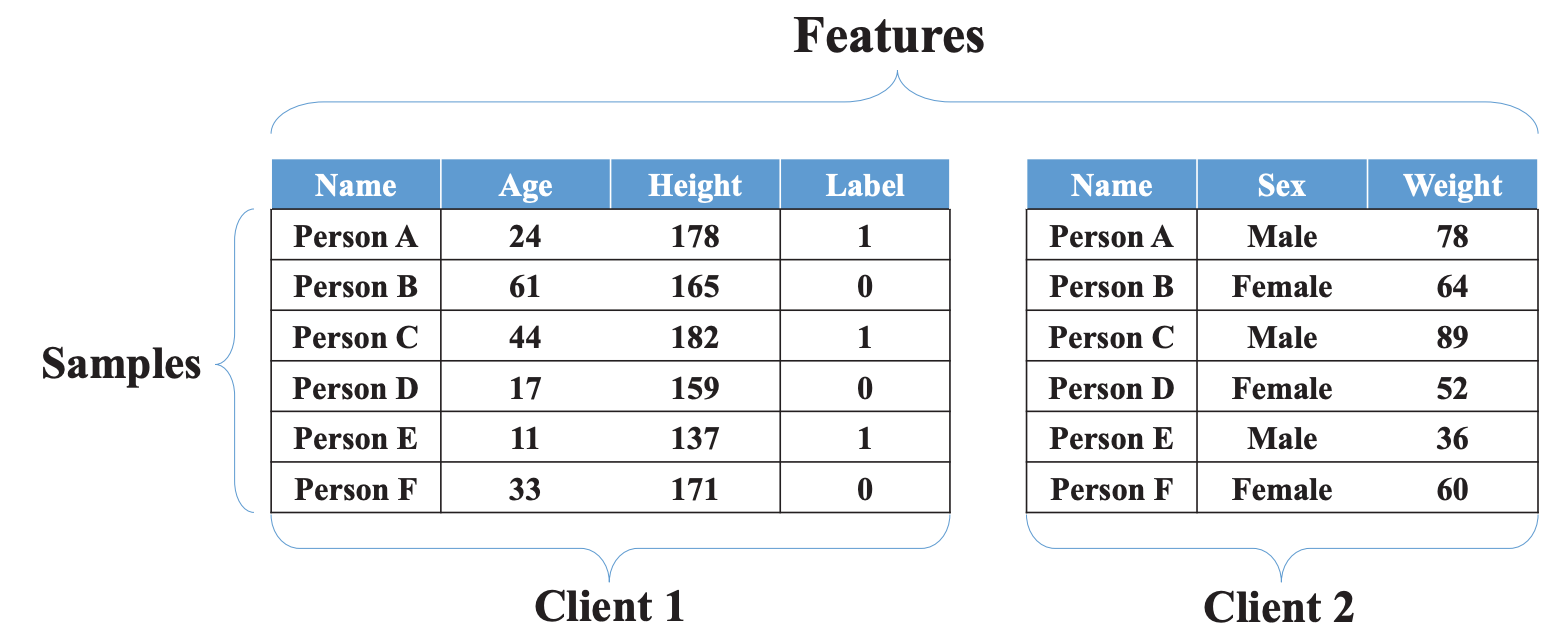 Features
Name Age Height Label Name Sex Weight
Person A 24 178 1 Person A Male 78
Person B 61 165 0 Person B Female 64
Person C 44 182 1 Person C Male 89
Samples
Person D 17 159 0 Person D Female 52
Person E 11 137 1 Person E Male 36
Person F 33 171 0 Person F Female 60
Client 1 Client 2